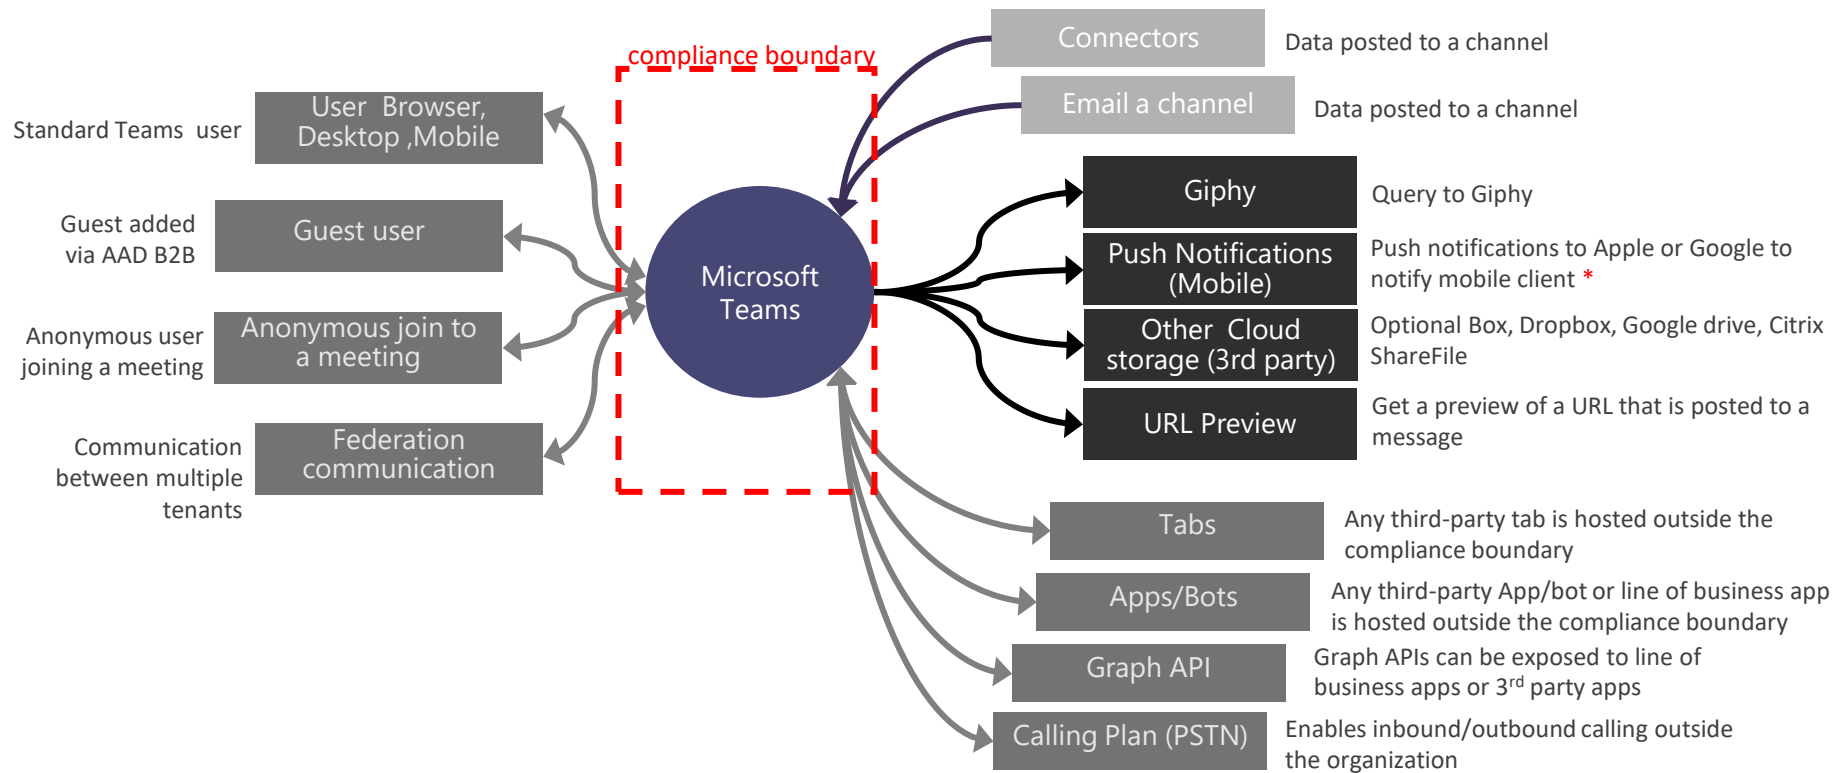 compliance boundary
Standard Teams  user
User  Browser,
Desktop ,Mobile
Guest added
via AAD B2B
Guest user
Anonymous user
joining a meeting
Anonymous join to
a meeting
Communication
between multiple
tenants
Federation
communication
Microsoft
Teams
Connectors
Data posted to a channel
Email a channel
Data posted to a channel
Giphy
Query to Giphy
Push Notifications
(Mobile)
Push notifications to Apple or Google to
notify mobile client *
Other  Cloud
storage (3rd party)
Optional Box, Dropbox, Google drive, Citrix
ShareFile
URL Preview
Get a preview of a URL that is posted to a
message
Tabs
Any third-party tab is hosted outside the
compliance boundary
Apps/Bots
Any third-party App/bot or line of business app
is hosted outside the compliance boundary
Graph API
Graph APIs can be exposed to line of
business apps or 3rd party apps
Calling Plan (PSTN)
Enables inbound/outbound calling outside
the organization